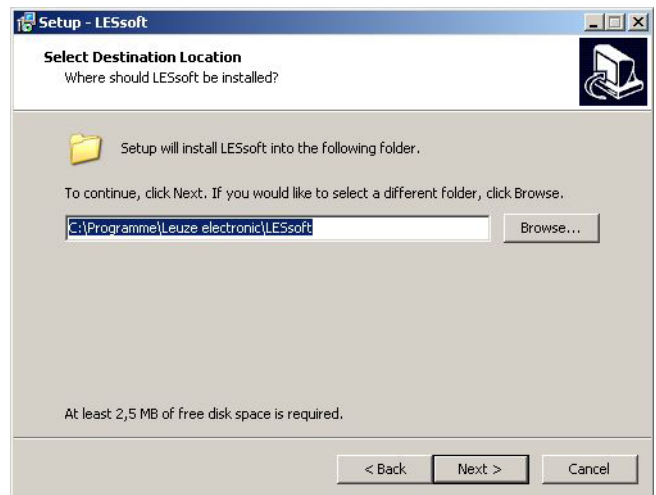 Setup - LESsoft
Select Destination Location
Where should LESsoft be installed?
Setup will install LESsoft into the following folder.
To continue, click Next. If you would like to select a different folder, click Browse.
C:\Programme\Leuze electronic\LESsoft
Browse...
At least 2,5 MB of free disk space is required.
< Back
Next >
Cancel